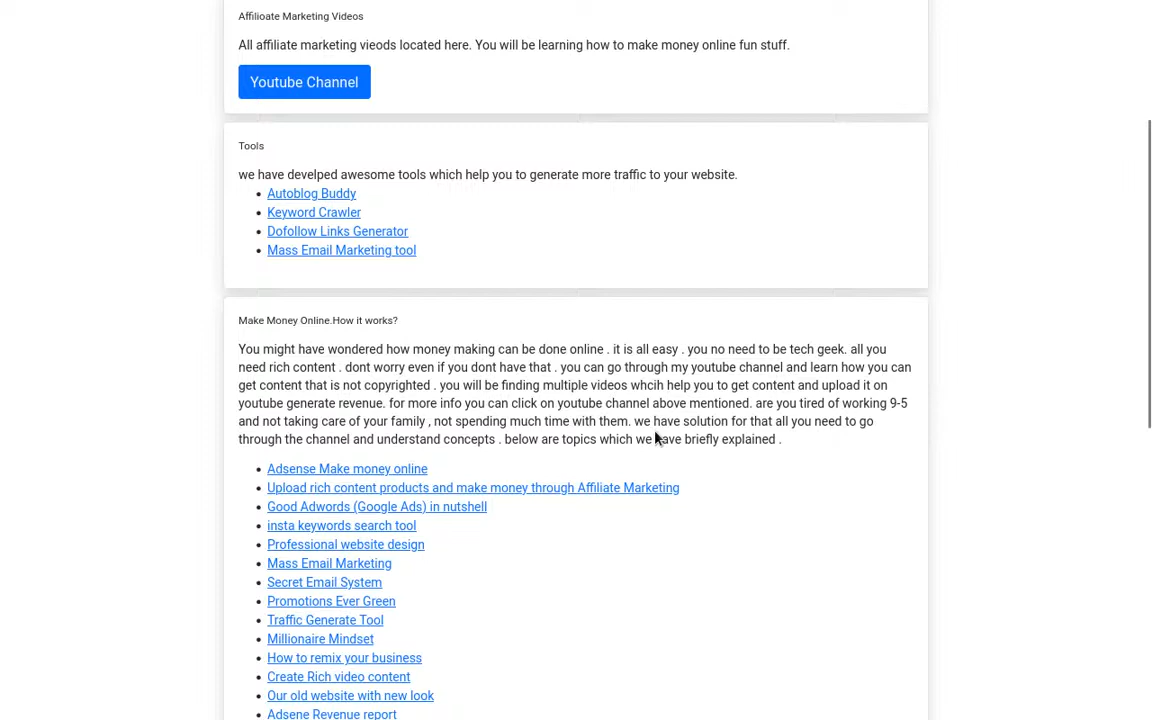 Affilioate Marketing Videos
All affiliate marketing vieods located here. You will be learning how to make money online fun stuff.
Youtube Channel
Tools
we have develped awesome tools which help you to generate more traffic to your website.
Autoblog Buddy
Keyword Crawler
Dofollow Links Generator
Mass Email Marketing tool
Make Money Online.How it works?
You might have wondered how money making can be done online . it is all easy . you no need to be tech geek. all you
need rich content . dont worry even if you dont have that . you can go through my youtube channel and learn how you can
get content that is not copyrighted . you will be finding multiple videos whcih help you to get content and upload it on
youtube generate revenue. for more info you can click on youtube channel above mentioned. are you tired of working 9-5
and not taking care of your family , not spending much time with them. we have solution for that all you need to go
through the channel and understand concepts . below are topics which we have briefly explained .
Adsense Make money online
Upload rich content products and make money through Affiliate Marketing
Good Adwords (Google Ads) in nutshell
insta keywords search tool
Professional website design
Mass Email Marketing
Secret Email System
Promotions Ever Green
Traffic Generate Tool
Millionaire Mindset
How to remix your business
Create Rich video content
Our old website with new look
Adsene Revenue report